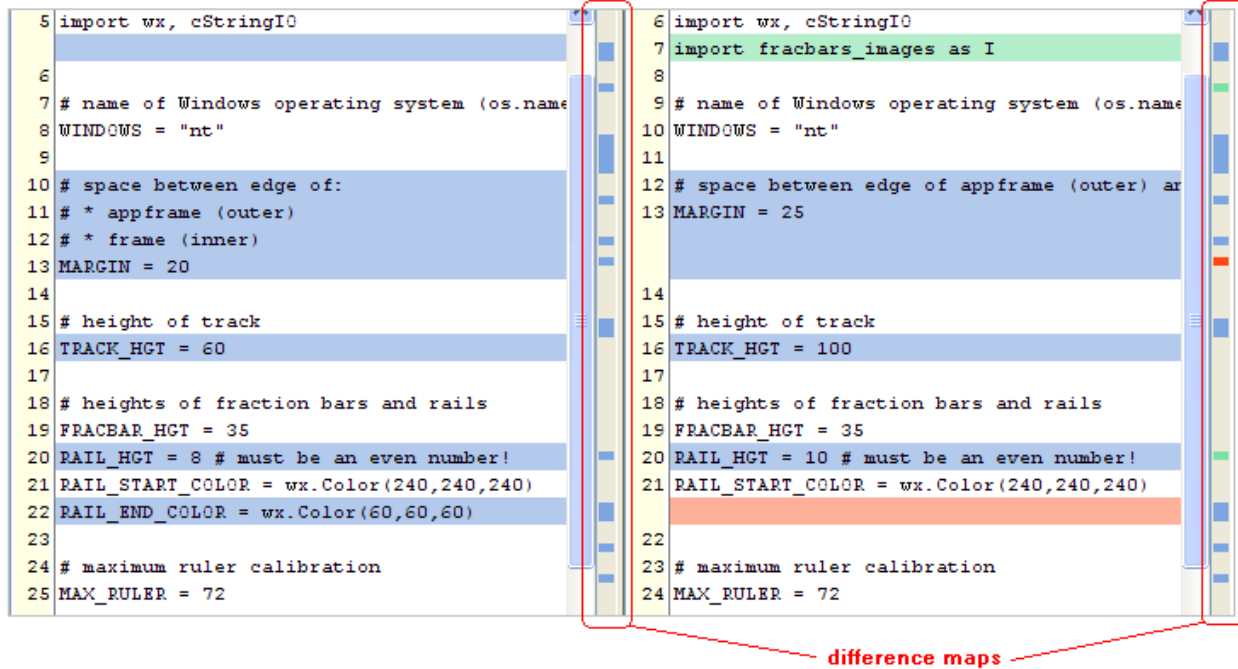 5 import wx, cStringIO
6
7 # name of Windows operating system (os.name
8 WINDOWS = "nt"
9
10 # space between edge of:
11 # * appframe (outer)
12 # * frame (inner)
13 MARGIN = 20
14
15 # height of track
16 TRACK_HGT = 60
17
18 # heights of fraction bars and rails
19 FRACBAR_HGT = 35
20 RAIL_HGT = 8 # must be an even number!
21 RAIL_START_COLOR = wx.Color(240,240,240)
22 RAIL_END_COLOR = wx.Color(60,60,60)
23
24 # maximum ruler calibration
25 MAX_RULER = 72
6 import wx, cStringIO
7 import fracbars_images as I
8
9 # name of Windows operating system (os.name
10 WINDOWS = "nt"
11
12 # space between edge of appframe (outer) an
13 MARGIN = 25
14
15 # height of track
16 TRACK_HGT = 100
17
18 # heights of fraction bars and rails
19 FRACBAR_HGT = 35
20 RAIL_HGT = 10 # must be an even number!
21 RAIL_START_COLOR = wx.Color(240,240,240)
22
23 # maximum ruler calibration
24 MAX_RULER = 72
difference maps